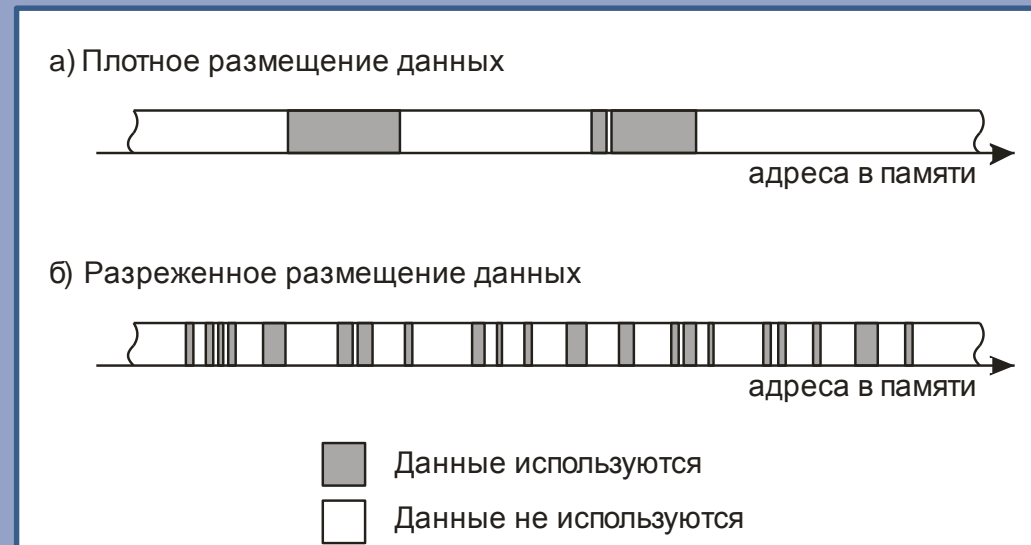 а) Плотное размещение данных
адреса в памяти
б) Разреженное размещение данных
адреса в памяти
Данные используются
Данные не используются